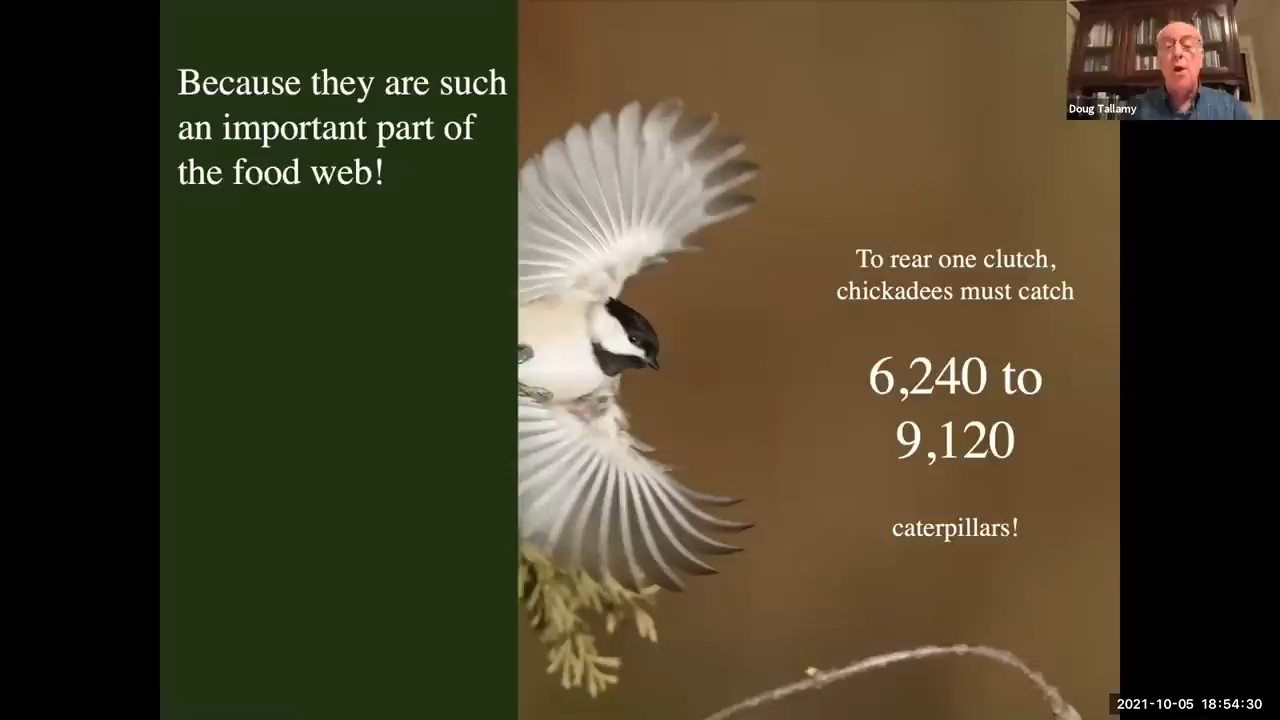 Because they are such
an important part of
the food web!
Doug Tallamy
To rear one clutch,
chickadees must catch
6,240 to
9,120
caterpillars!
2021-10-05 18:54:30